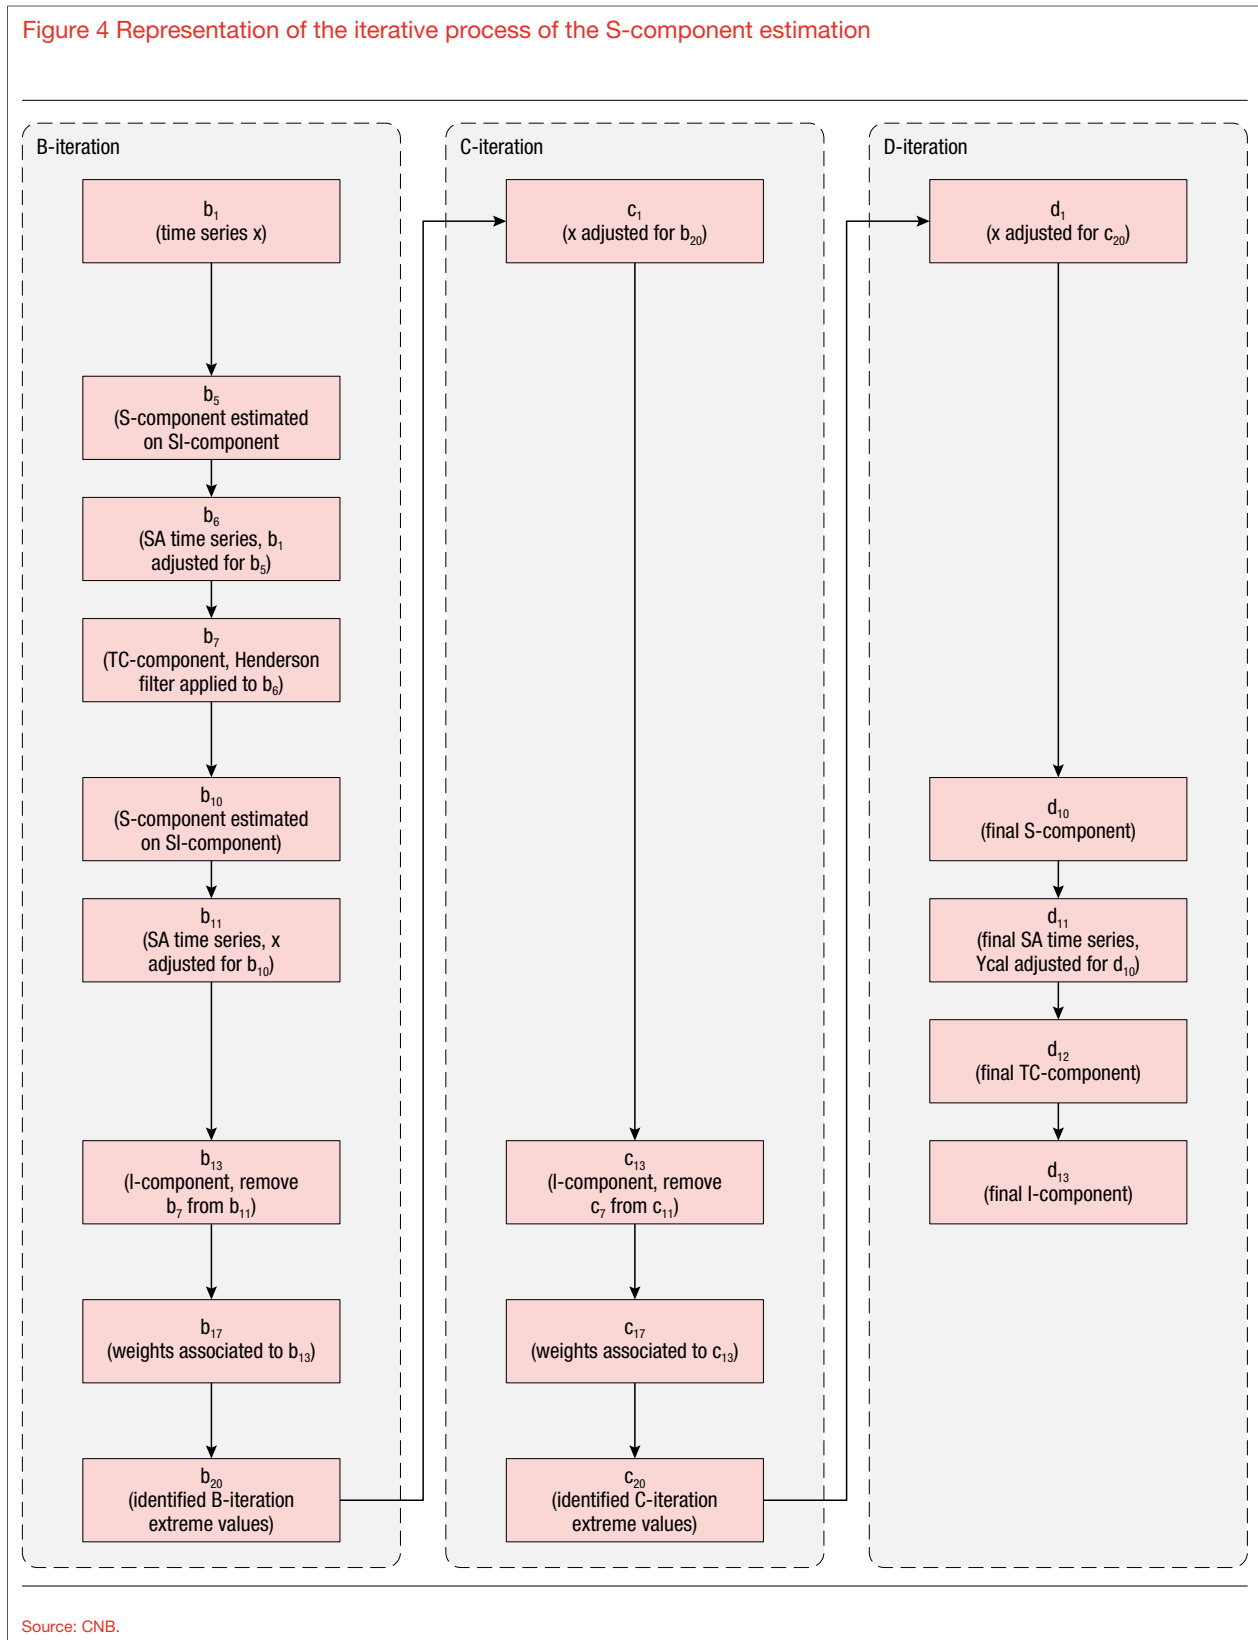 Figure 4 Representation of the iterative process of the S-component estimation
B-iteration
b₁
(time series x)
b₅
(S-component estimated
on SI-component
b₆
(SA time series, b₁
adjusted for b₅)
b₇
(TC-component, Henderson
filter applied to b₆)
b₁₀
(S-component estimated
on SI-component)
b₁₁
(SA time series, x
adjusted for b₁₀)
b₁₃
(I-component, remove
b₇ from b₁₁)
b₁₇
(weights associated to b₁₃)
b₂₀
(identified B-iteration
extreme values)
C-iteration
c₁
(x adjusted for b₂₀)
c₁₃
(I-component, remove
c₇ from c₁₁)
c₁₇
(weights associated to c₁₃)
c₂₀
(identified C-iteration
extreme values)
D-iteration
d₁
(x adjusted for c₂₀)
d₁₀
(final S-component)
d₁₁
(final SA time series,
Ycal adjusted for d₁₀)
d₁₂
(final TC-component)
d₁₃
(final I-component)
Source: CNB.